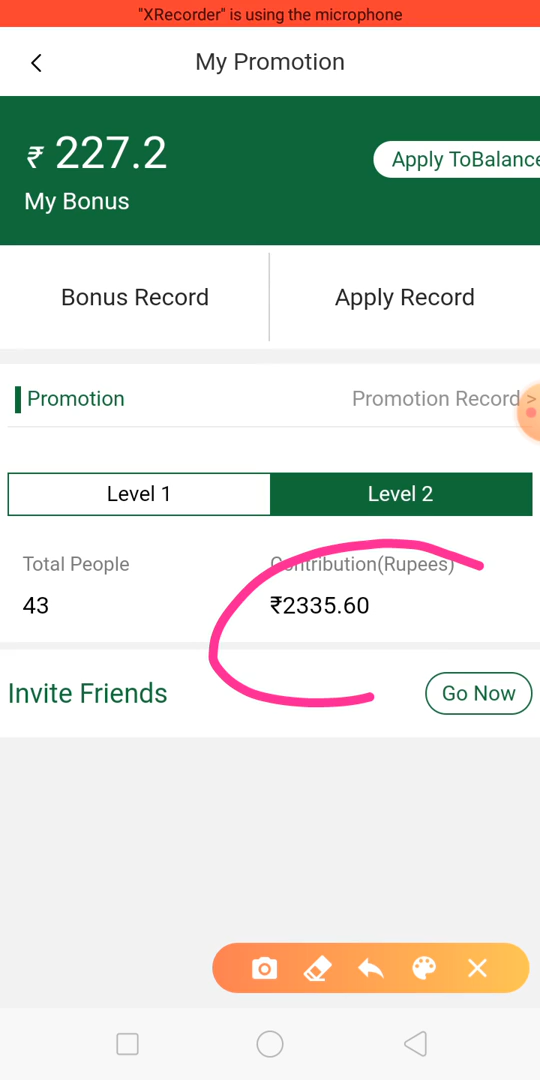 "XRecorder" is using the microphone
My Promotion
₹ 227.2
Apply ToBalance
My Bonus
Bonus Record
Apply Record
Promotion
Promotion Record >
Level 1
Level 2
Total People
Contribution(Rupees)
43
₹2335.60
Invite Friends
Go Now